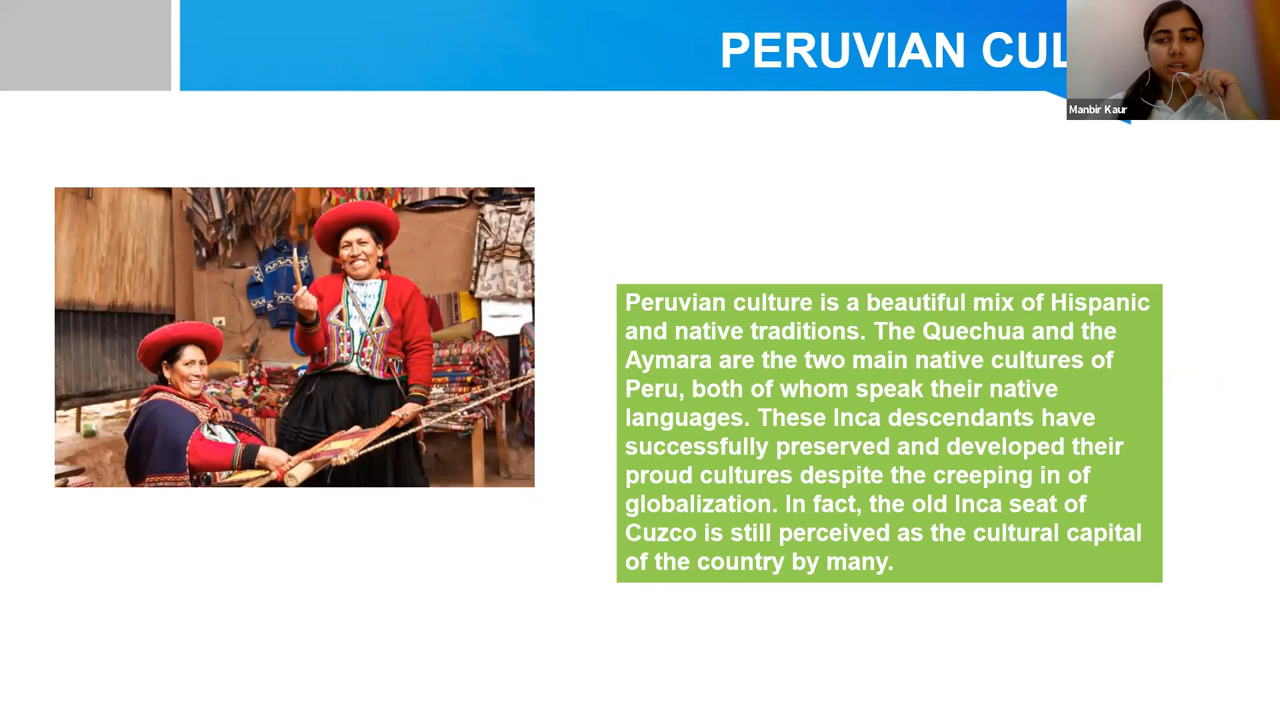 PERUVIAN CUL
Manbir Kaur
Peruvian culture is a beautiful mix of Hispanic
and native traditions. The Quechua and the
Aymara are the two main native cultures of
Peru, both of whom speak their native
languages. These Inca descendants have
successfully preserved and developed their
proud cultures despite the creeping in of
globalization. In fact, the old Inca seat of
Cuzco is still perceived as the cultural capital
of the country by many.